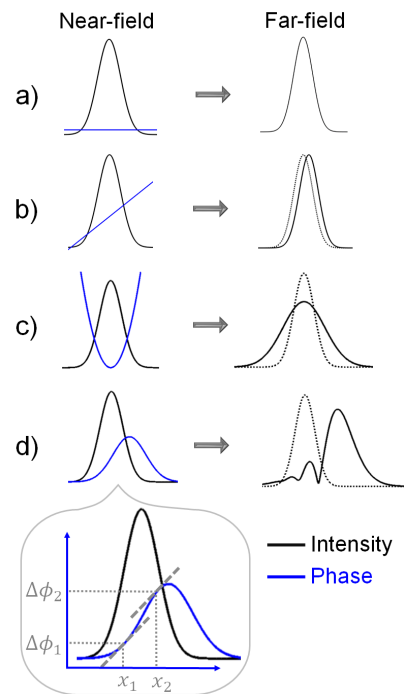 Near-field Far-field
a)
b)
c)
d)
Intensity
Phase
Δϕ₂
Δϕ₁
x₁ x₂